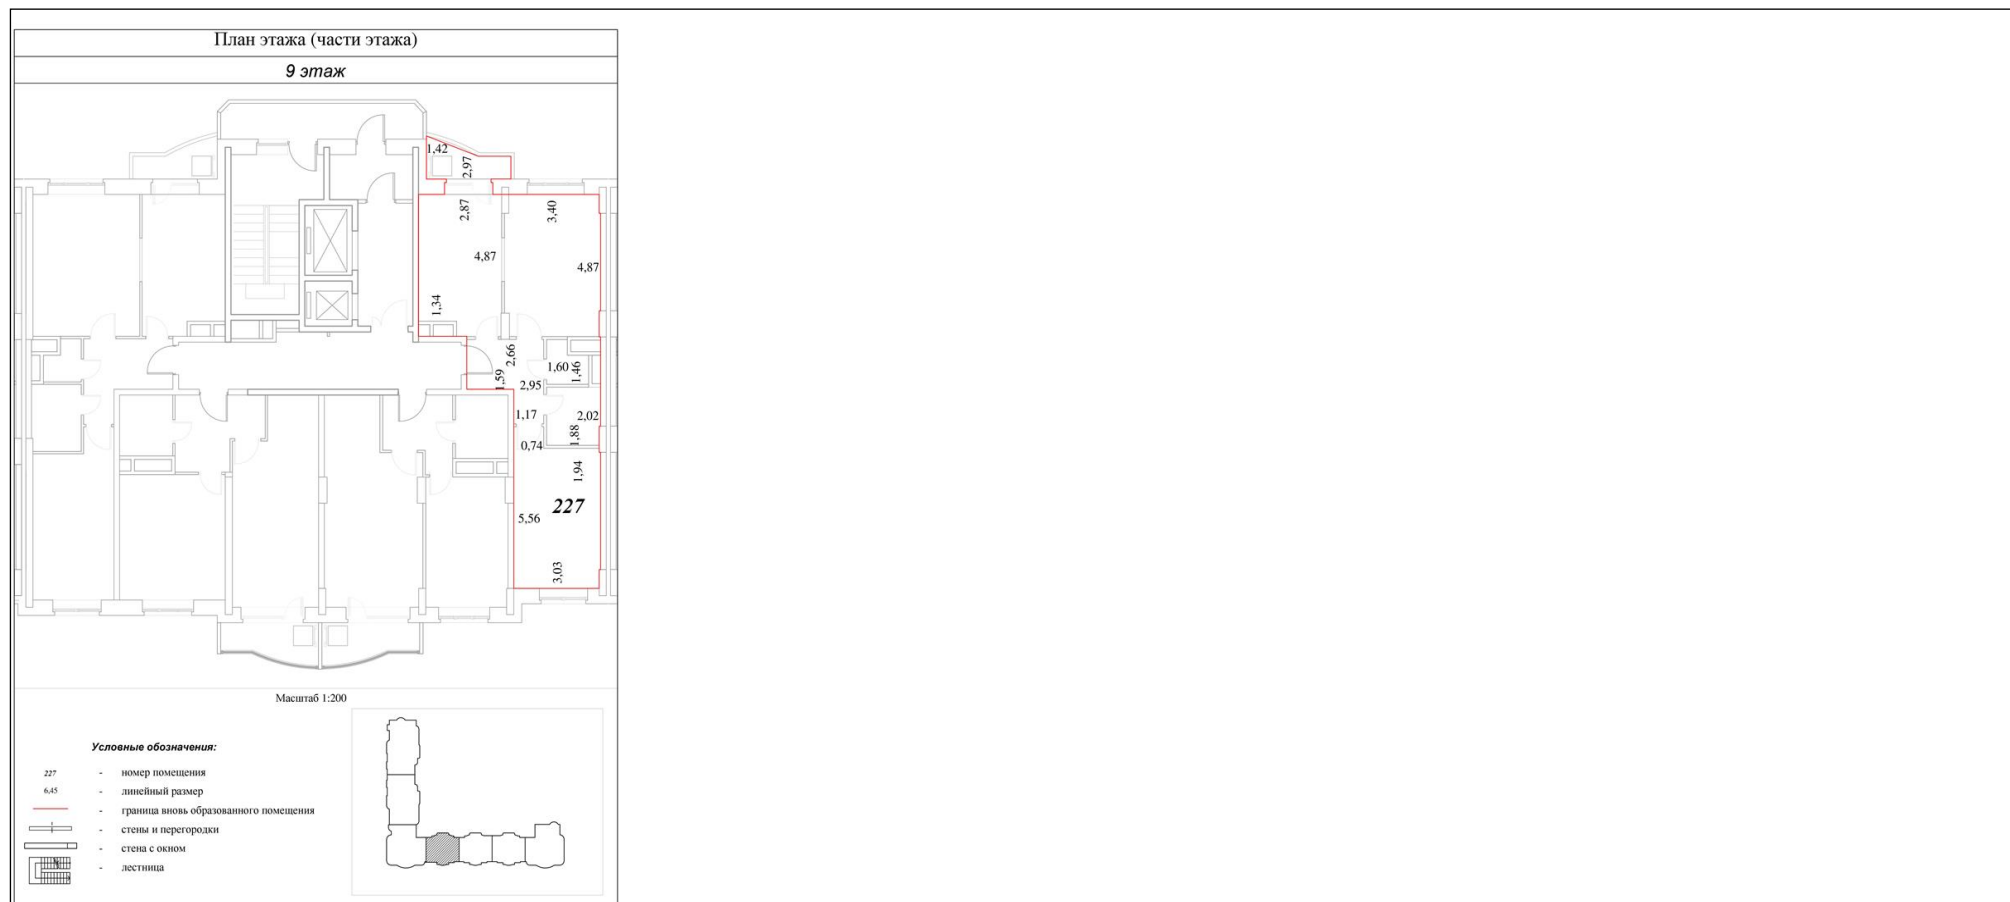 План этажа (части этажа)
9 этаж
1,42
2,97
2,87
3,40
4,87
4,87
1,34
2,66
1,60
1,46
1,59
2,95
1,17
2,02
1,88
0,74
1,94
227
5,56
3,03
Масштаб 1:200
Условные обозначения:
227 - номер помещения
6,45 - линейный размер
- граница вновь образованного помещения
- стены и перегородки
- стена с окном
- лестница